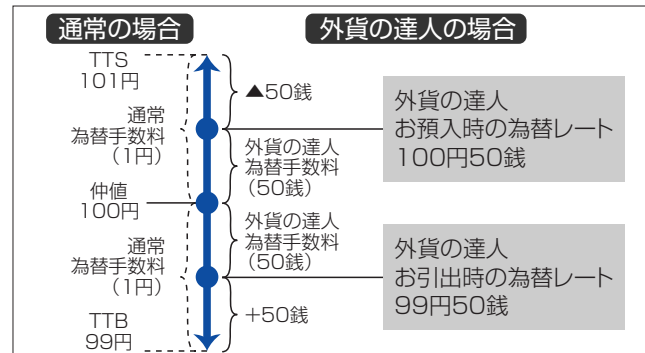 通常の場合
外貨の達人の場合
TTS
101円
▲50銭
通常
為替手数料
(1円)
外貨の達人
お預入時の為替レート
100円50銭
外貨の達人
為替手数料
(50銭)
仲値
100円
外貨の達人
為替手数料
(50銭)
通常
為替手数料
(1円)
外貨の達人
お引出時の為替レート
99円50銭
+50銭
TTB
99円